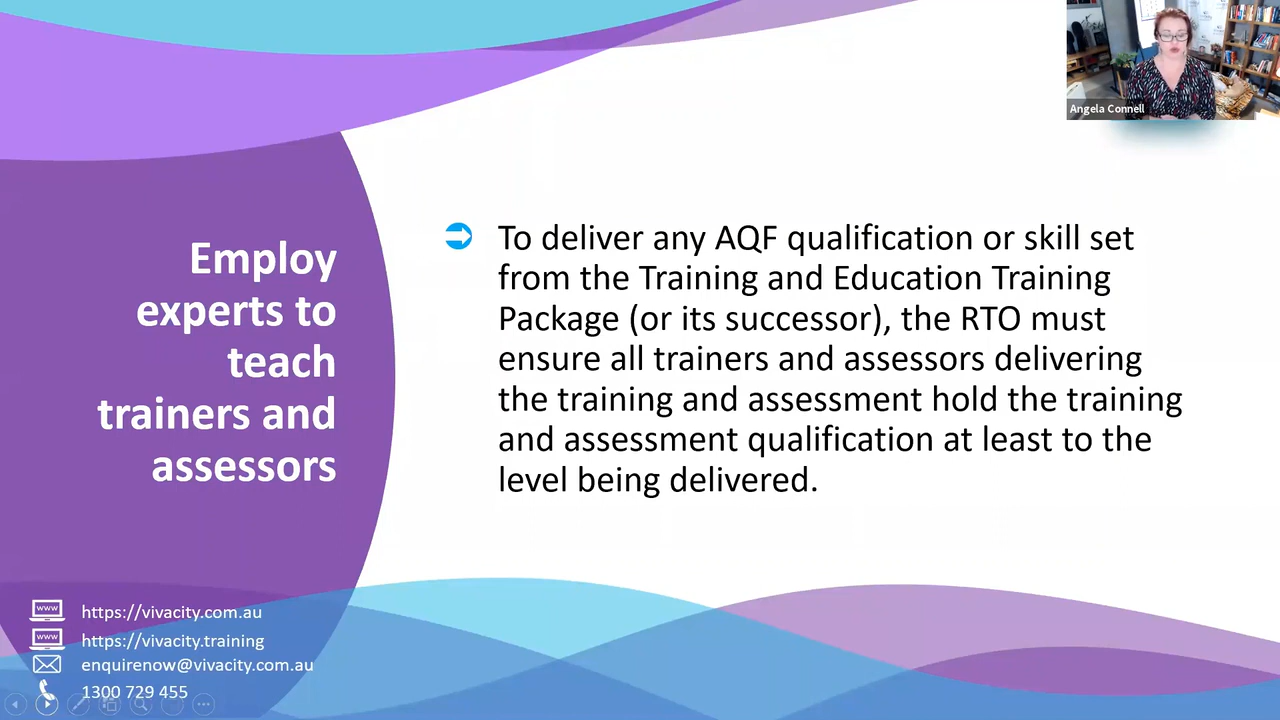 Angela Connell
Employ
experts to
teach
trainers and
assessors
To deliver any AQF qualification or skill set
from the Training and Education Training
Package (or its successor), the RTO must
ensure all trainers and assessors delivering
the training and assessment hold the training
and assessment qualification at least to the
level being delivered.
www https://vivacity.com.au
www https://vivacity.training
enquirenow@vivacity.com.au
1300 729 455